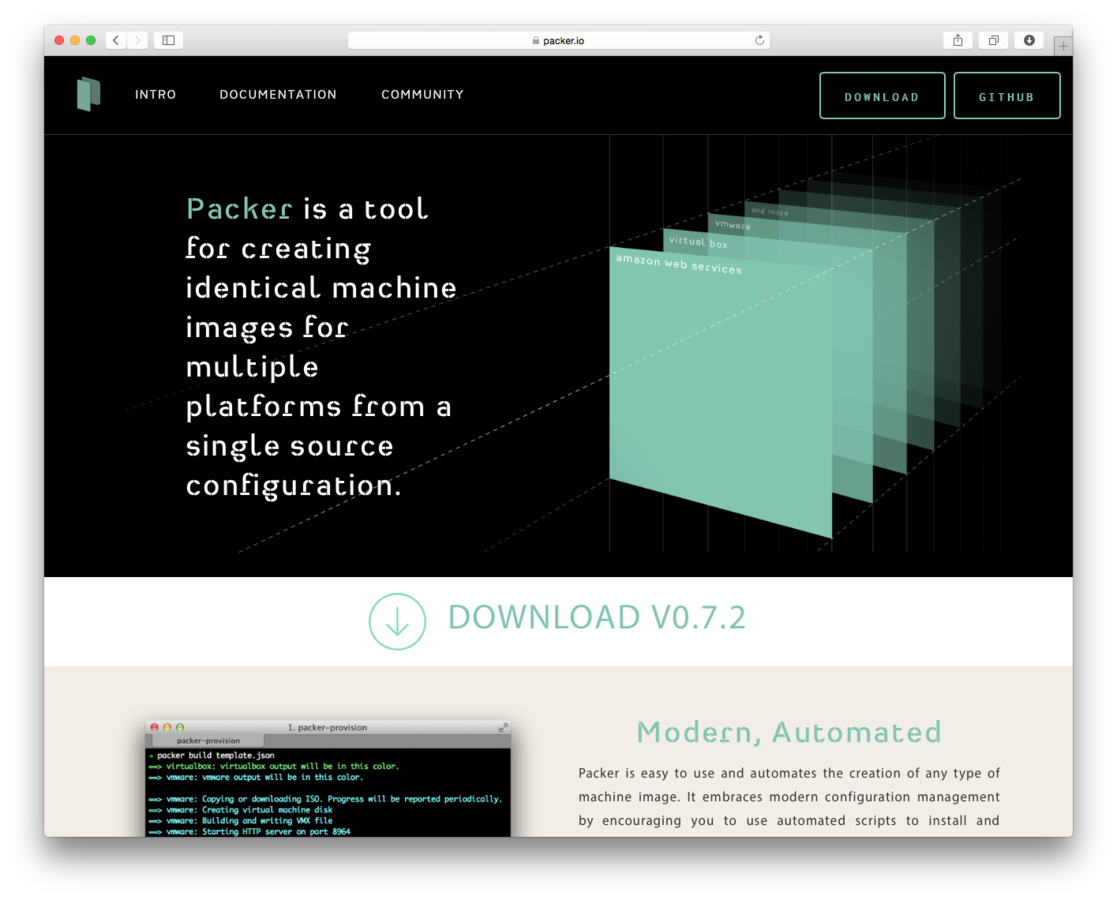 packer.io
INTRO
DOCUMENTATION
COMMUNITY
DOWNLOAD
GITHUB
Packer is a tool
for creating
identical machine
images for
multiple
platforms from a
single source
configuration.
and more
vmware
virtual box
amazon web services
DOWNLOAD V0.7.2
1. packer-provision
packer-provision
packer build template.json
==> virtualbox: virtualbox output will be in this color.
==> vmware: vmware output will be in this color.
==> vmware: Copying or downloading ISO. Progress will be reported periodically.
==> vmware: Creating virtual machine disk
==> vmware: Building and writing VMX file
==> vmware: Starting HTTP server on port 8964
Modern, Automated
Packer is easy to use and automates the creation of any type of
machine image. It embraces modern configuration management
by encouraging you to use automated scripts to install and